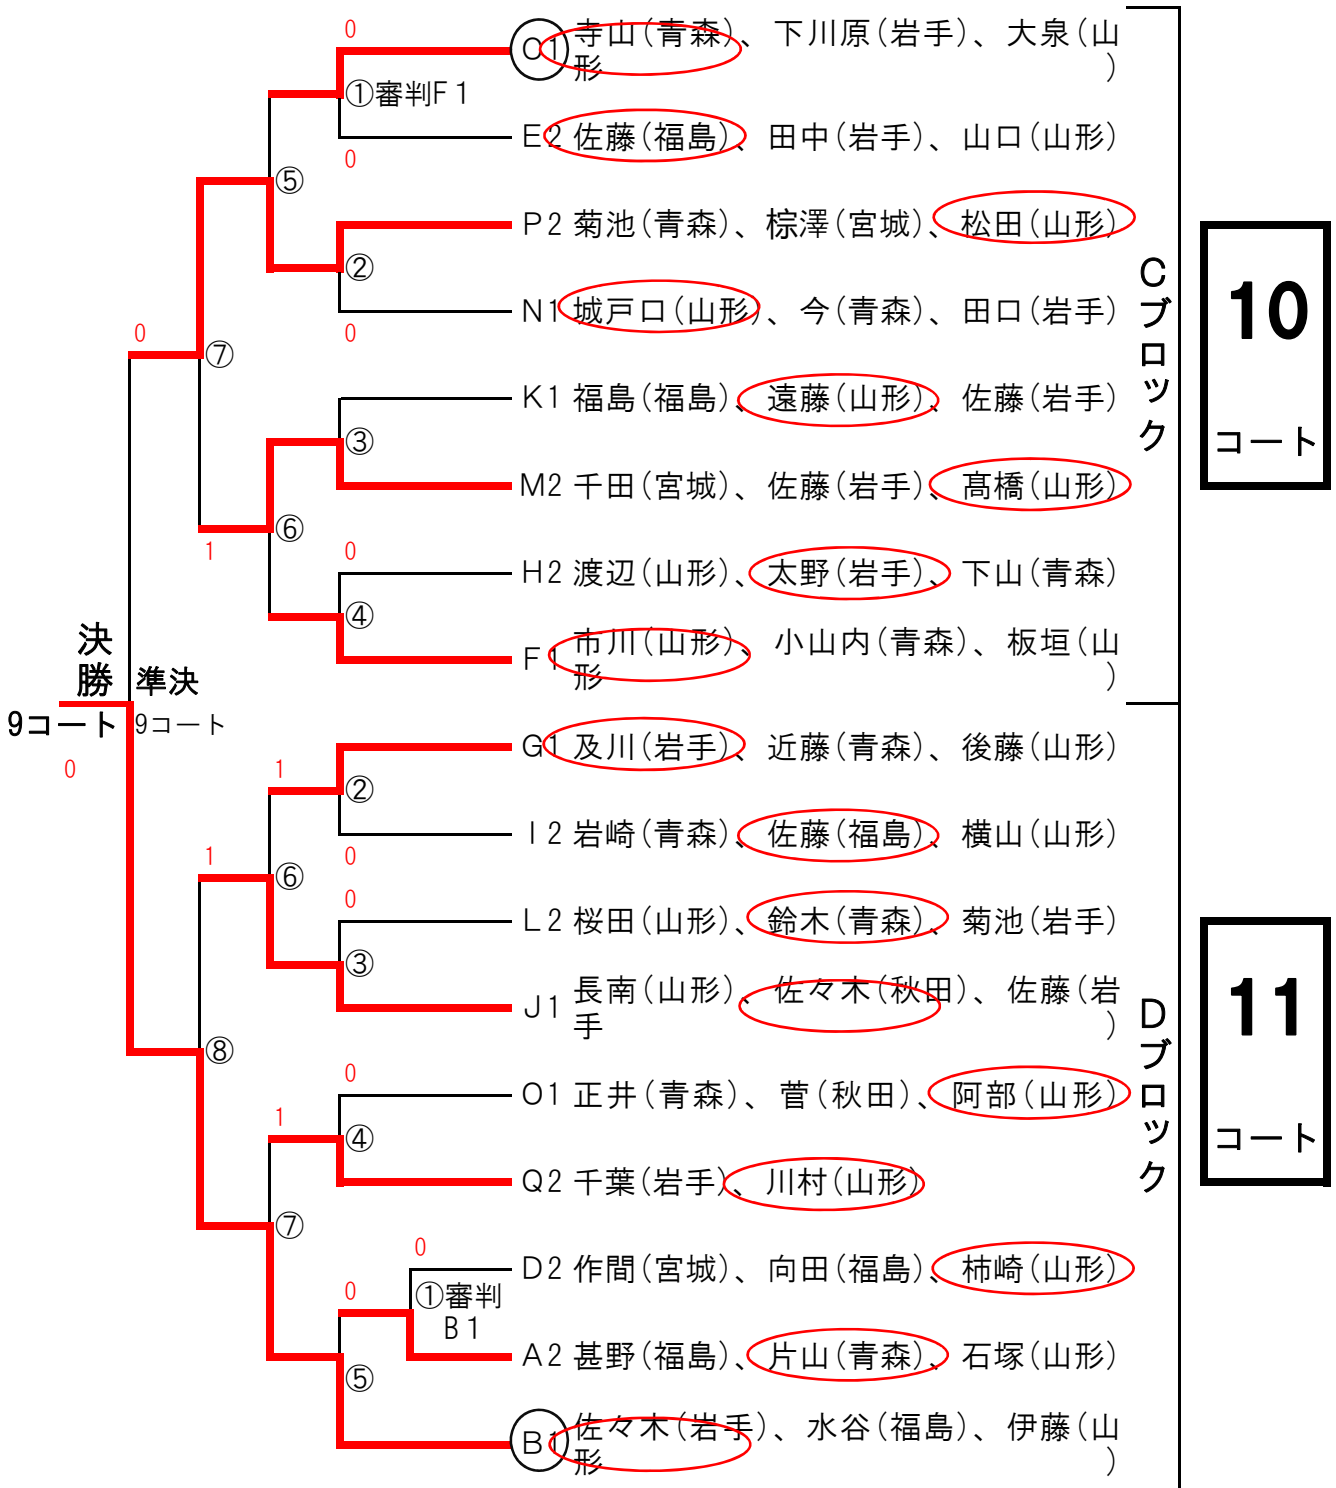 0
C1 寺山(青森)、下川原(岩手)、大泉(山
形 )
①審判F1
E2 佐藤(福島)、田中(岩手)、山口(山形)
0
⑤
P2 菊池(青森)、椋澤(宮城)、松田(山形)
②
N1 城戸口(山形)、今(青森)、田口(岩手)
0
0
⑦
K1 福島(福島)、遠藤(山形)、佐藤(岩手)
③
M2 千田(宮城)、佐藤(岩手)、髙橋(山形)
⑥
1
0
H2 渡辺(山形)、太野(岩手)、下山(青森)
④
F1 市川(山形)、小山内(青森)、板垣(山
形 )
Cブロック
10
コート
決勝
準決
9コート
9コート
0
G1 及川(岩手)、近藤(青森)、後藤(山形)
1
②
I2 岩崎(青森)、佐藤(福島)、横山(山形)
0
1
⑥
0
L2 桜田(山形)、鈴木(青森)、菊池(岩手)
③
J1 長南(山形)、佐々木(秋田)、佐藤(岩
手 )
⑧
0
O1 正井(青森)、菅(秋田)、阿部(山形)
1
④
Q2 千葉(岩手)、川村(山形)
⑦
0
D2 作間(宮城)、向田(福島)、柿崎(山形)
0
①審判
B1
A2 甚野(福島)、片山(青森)、石塚(山形)
⑤
B1 佐々木(岩手)、水谷(福島)、伊藤(山
形 )
Dブロック
11
コート